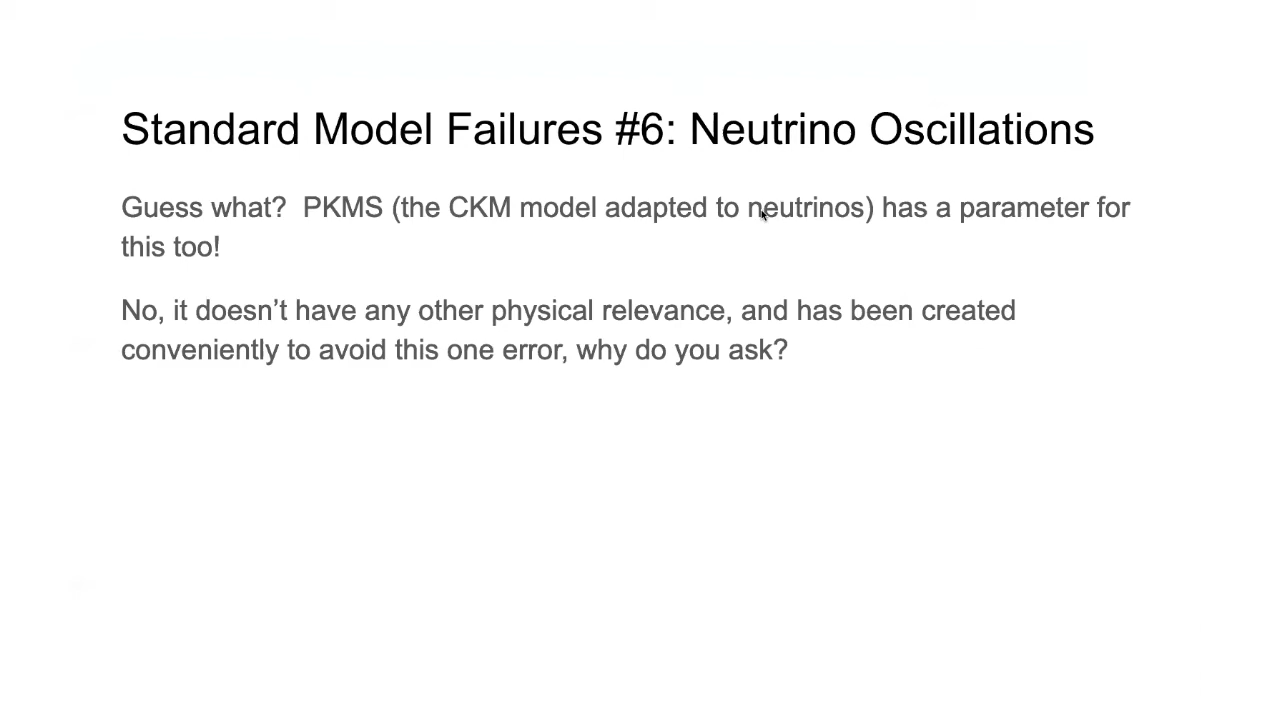 Standard Model Failures #6: Neutrino Oscillations
Guess what?  PKMS (the CKM model adapted to neutrinos) has a parameter for
this too!
No, it doesn’t have any other physical relevance, and has been created
conveniently to avoid this one error, why do you ask?